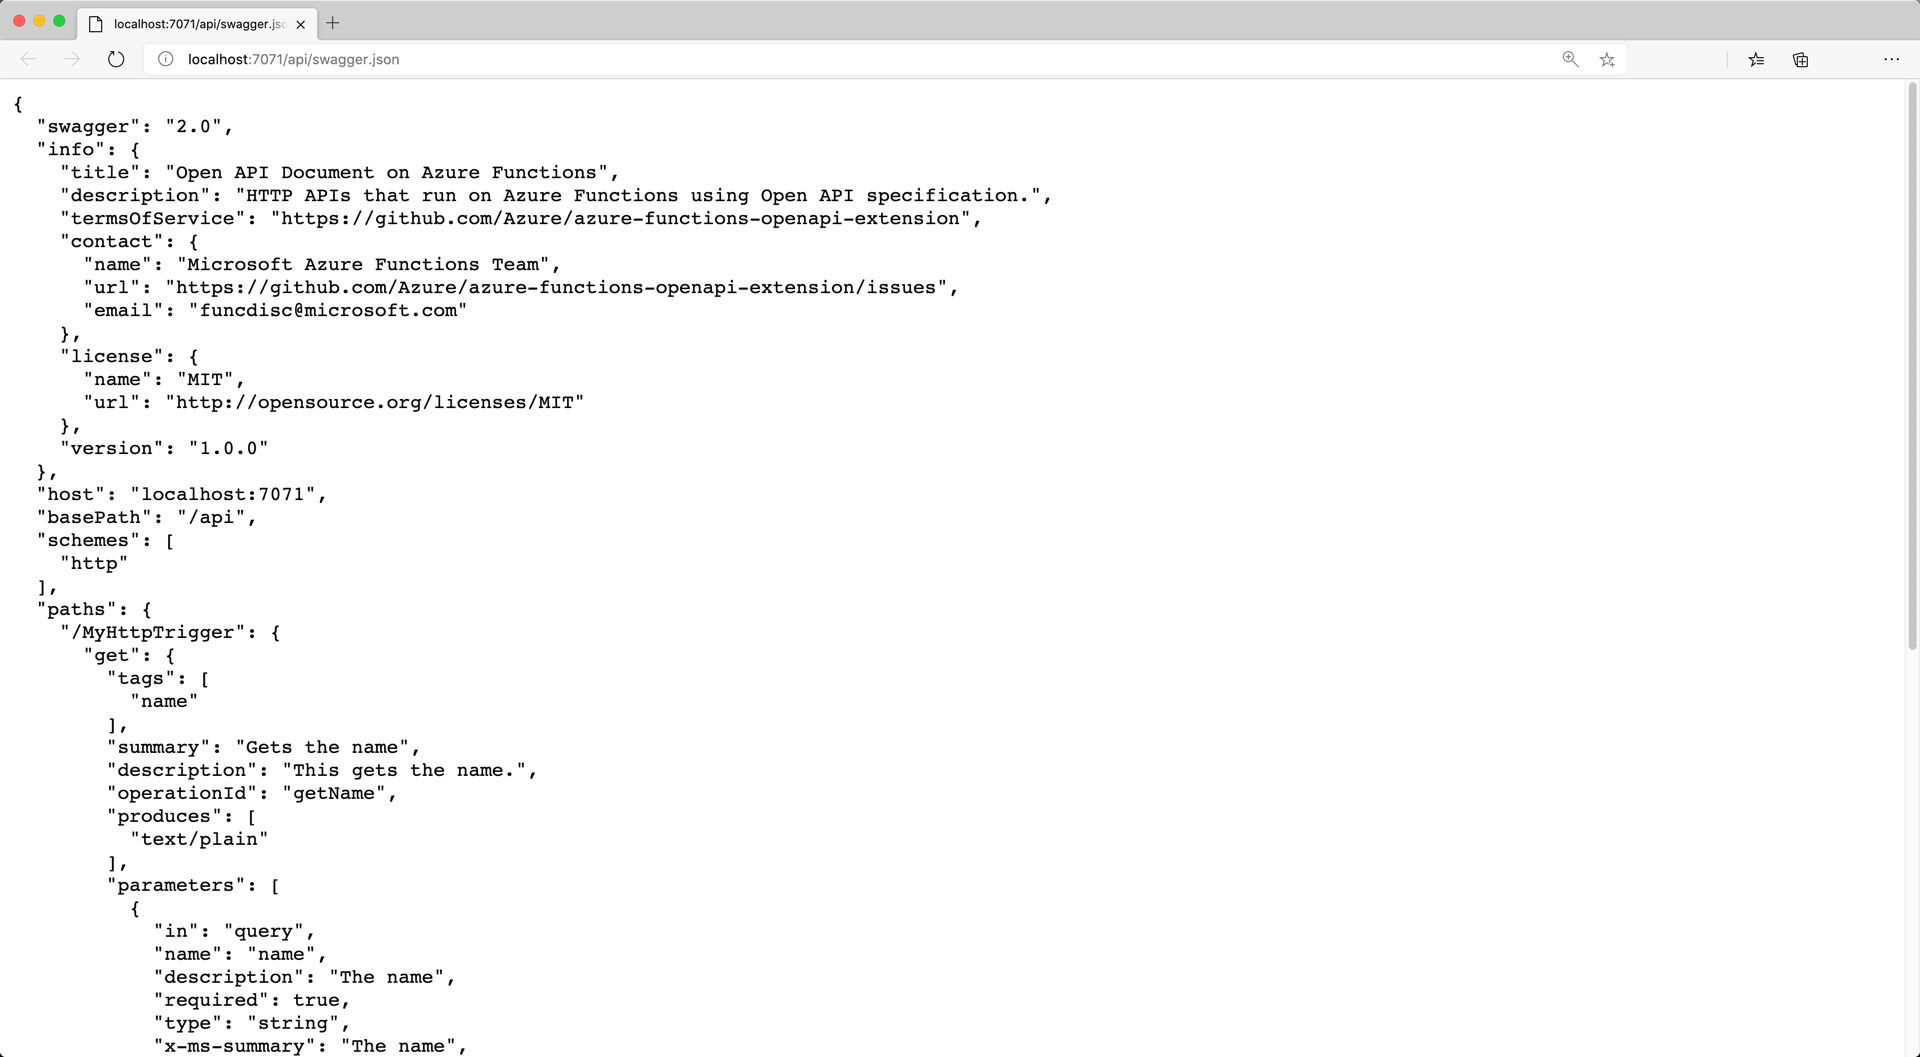 localhost:7071/api/swagger.js
localhost:7071/api/swagger.json
{
  "swagger": "2.0",
  "info": {
    "title": "Open API Document on Azure Functions",
    "description": "HTTP APIs that run on Azure Functions using Open API specification.",
    "termsOfService": "https://github.com/Azure/azure-functions-openapi-extension",
    "contact": {
      "name": "Microsoft Azure Functions Team",
      "url": "https://github.com/Azure/azure-functions-openapi-extension/issues",
      "email": "funcdisc@microsoft.com"
    },
    "license": {
      "name": "MIT",
      "url": "http://opensource.org/licenses/MIT"
    },
    "version": "1.0.0"
  },
  "host": "localhost:7071",
  "basePath": "/api",
  "schemes": [
    "http"
  ],
  "paths": {
    "/MyHttpTrigger": {
      "get": {
        "tags": [
          "name"
        ],
        "summary": "Gets the name",
        "description": "This gets the name.",
        "operationId": "getName",
        "produces": [
          "text/plain"
        ],
        "parameters": [
          {
            "in": "query",
            "name": "name",
            "description": "The name",
            "required": true,
            "type": "string",
            "x-ms-summary": "The name",